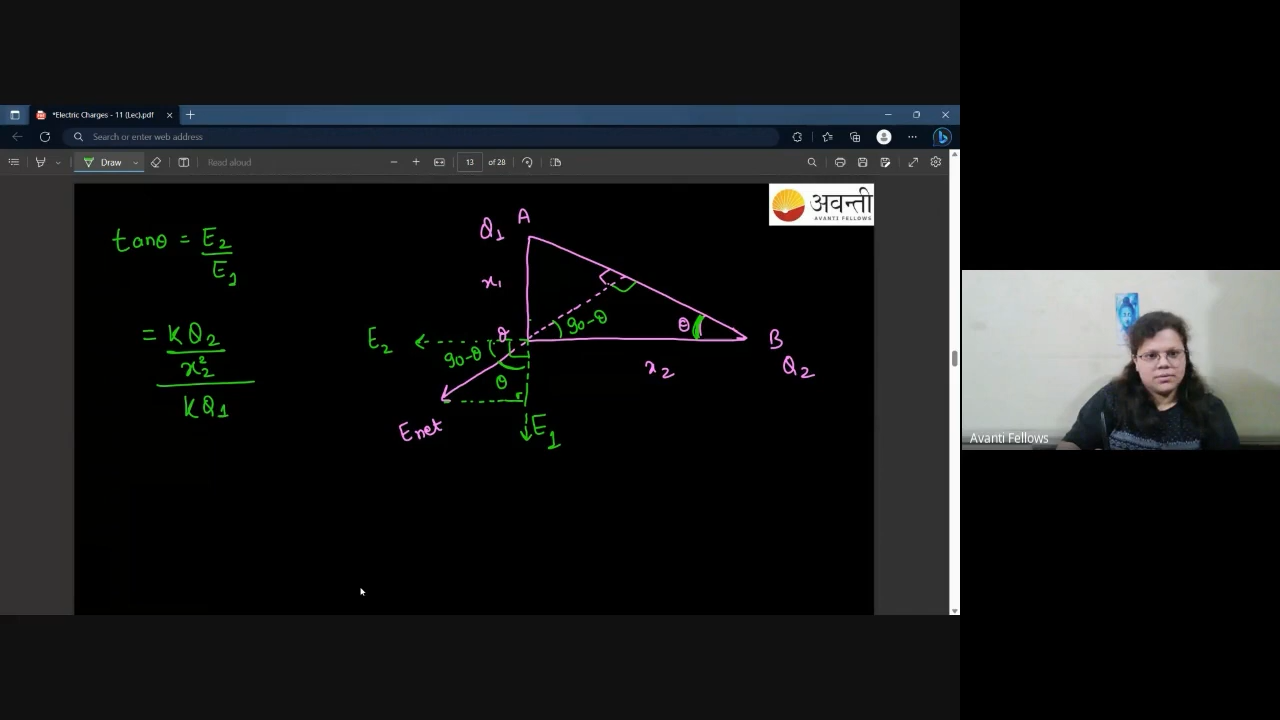 *Electric Charges - 11 (Lec).pdf
Search or enter web address
Draw
Read aloud
13 of 28
अवन्ती
AVANTI FELLOWS
tanθ = E2
E1
= KQ2
x2²
KQ1
A
Q1
x1
90-θ
θ
B
Q2
x2
E2
90-θ
θ
Enet
E1
Avanti Fellows